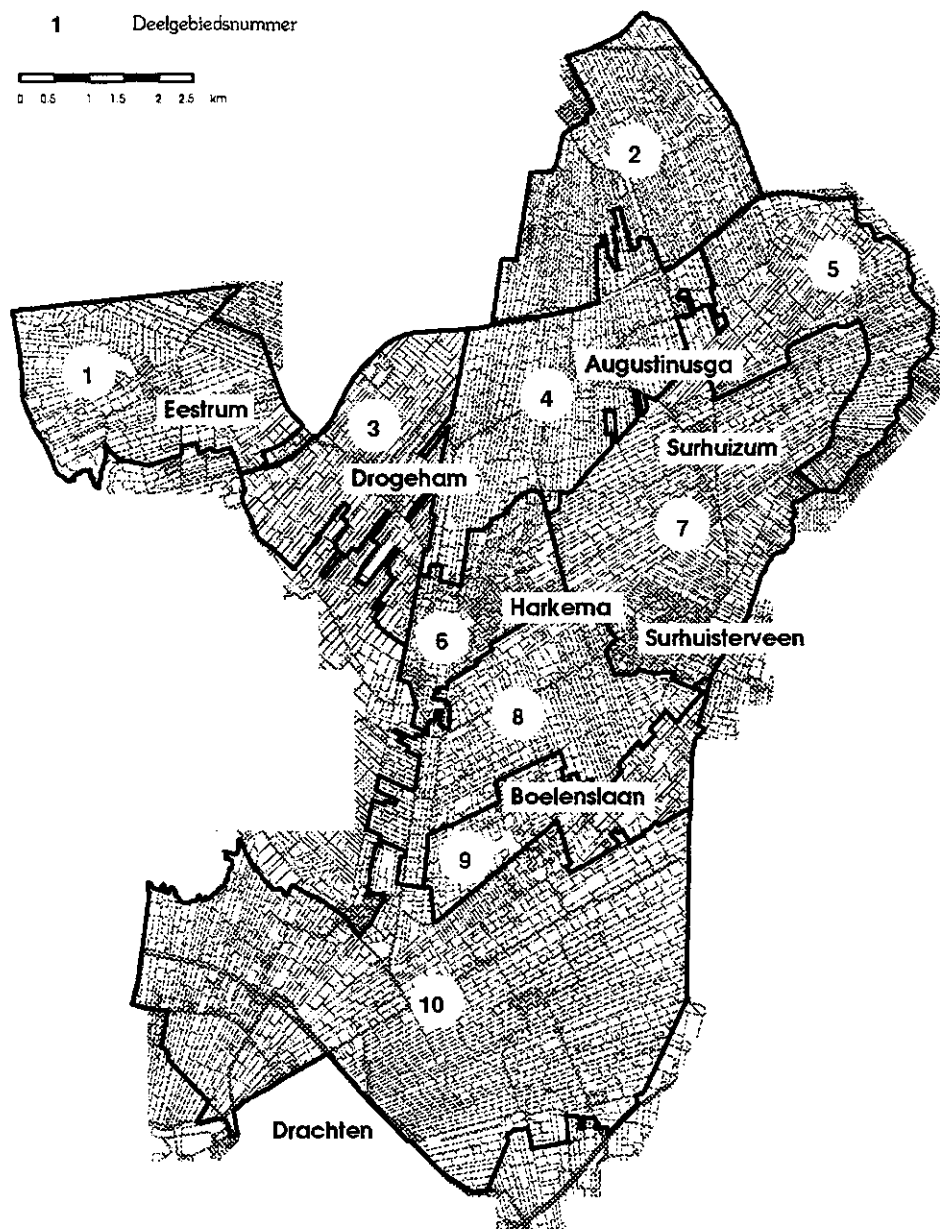 1 Deelgebiedsnummer
0 0.5 1 1.5 2 2.5 km
2
5
1
Eestrum
3
4
Augustinusga
Drogeham
Surhuizum
7
Harkema
6
Surhuisterveen
8
Boelenslaan
9
10
Drachten